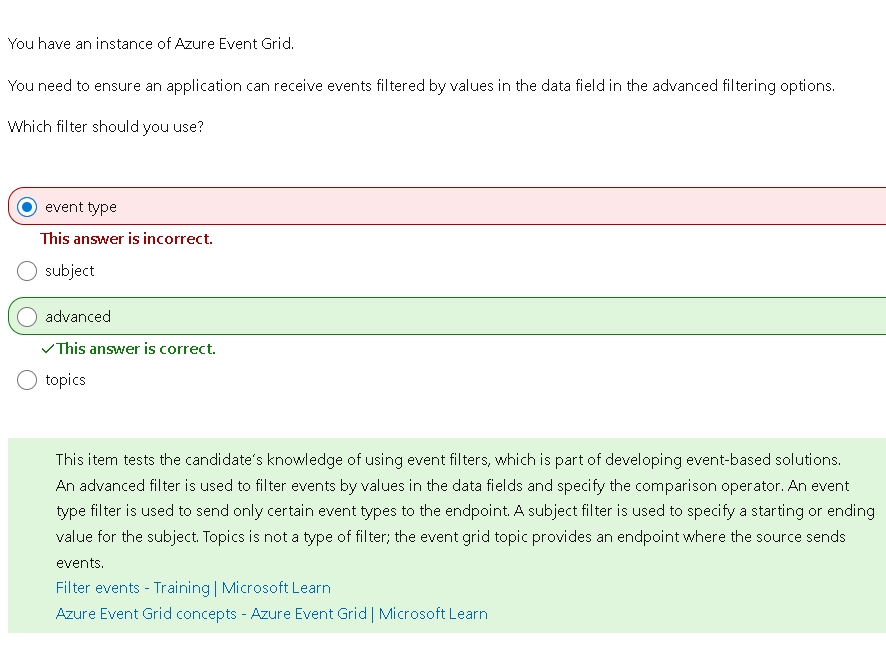 You have an instance of Azure Event Grid.
You need to ensure an application can receive events filtered by values in the data field in the advanced filtering options.
Which filter should you use?
event type
This answer is incorrect.
subject
advanced
✓This answer is correct.
topics
This item tests the candidate’s knowledge of using event filters, which is part of developing event-based solutions.
An advanced filter is used to filter events by values in the data fields and specify the comparison operator. An event
type filter is used to send only certain event types to the endpoint. A subject filter is used to specify a starting or ending
value for the subject. Topics is not a type of filter; the event grid topic provides an endpoint where the source sends
events.
Filter events - Training | Microsoft Learn
Azure Event Grid concepts - Azure Event Grid | Microsoft Learn